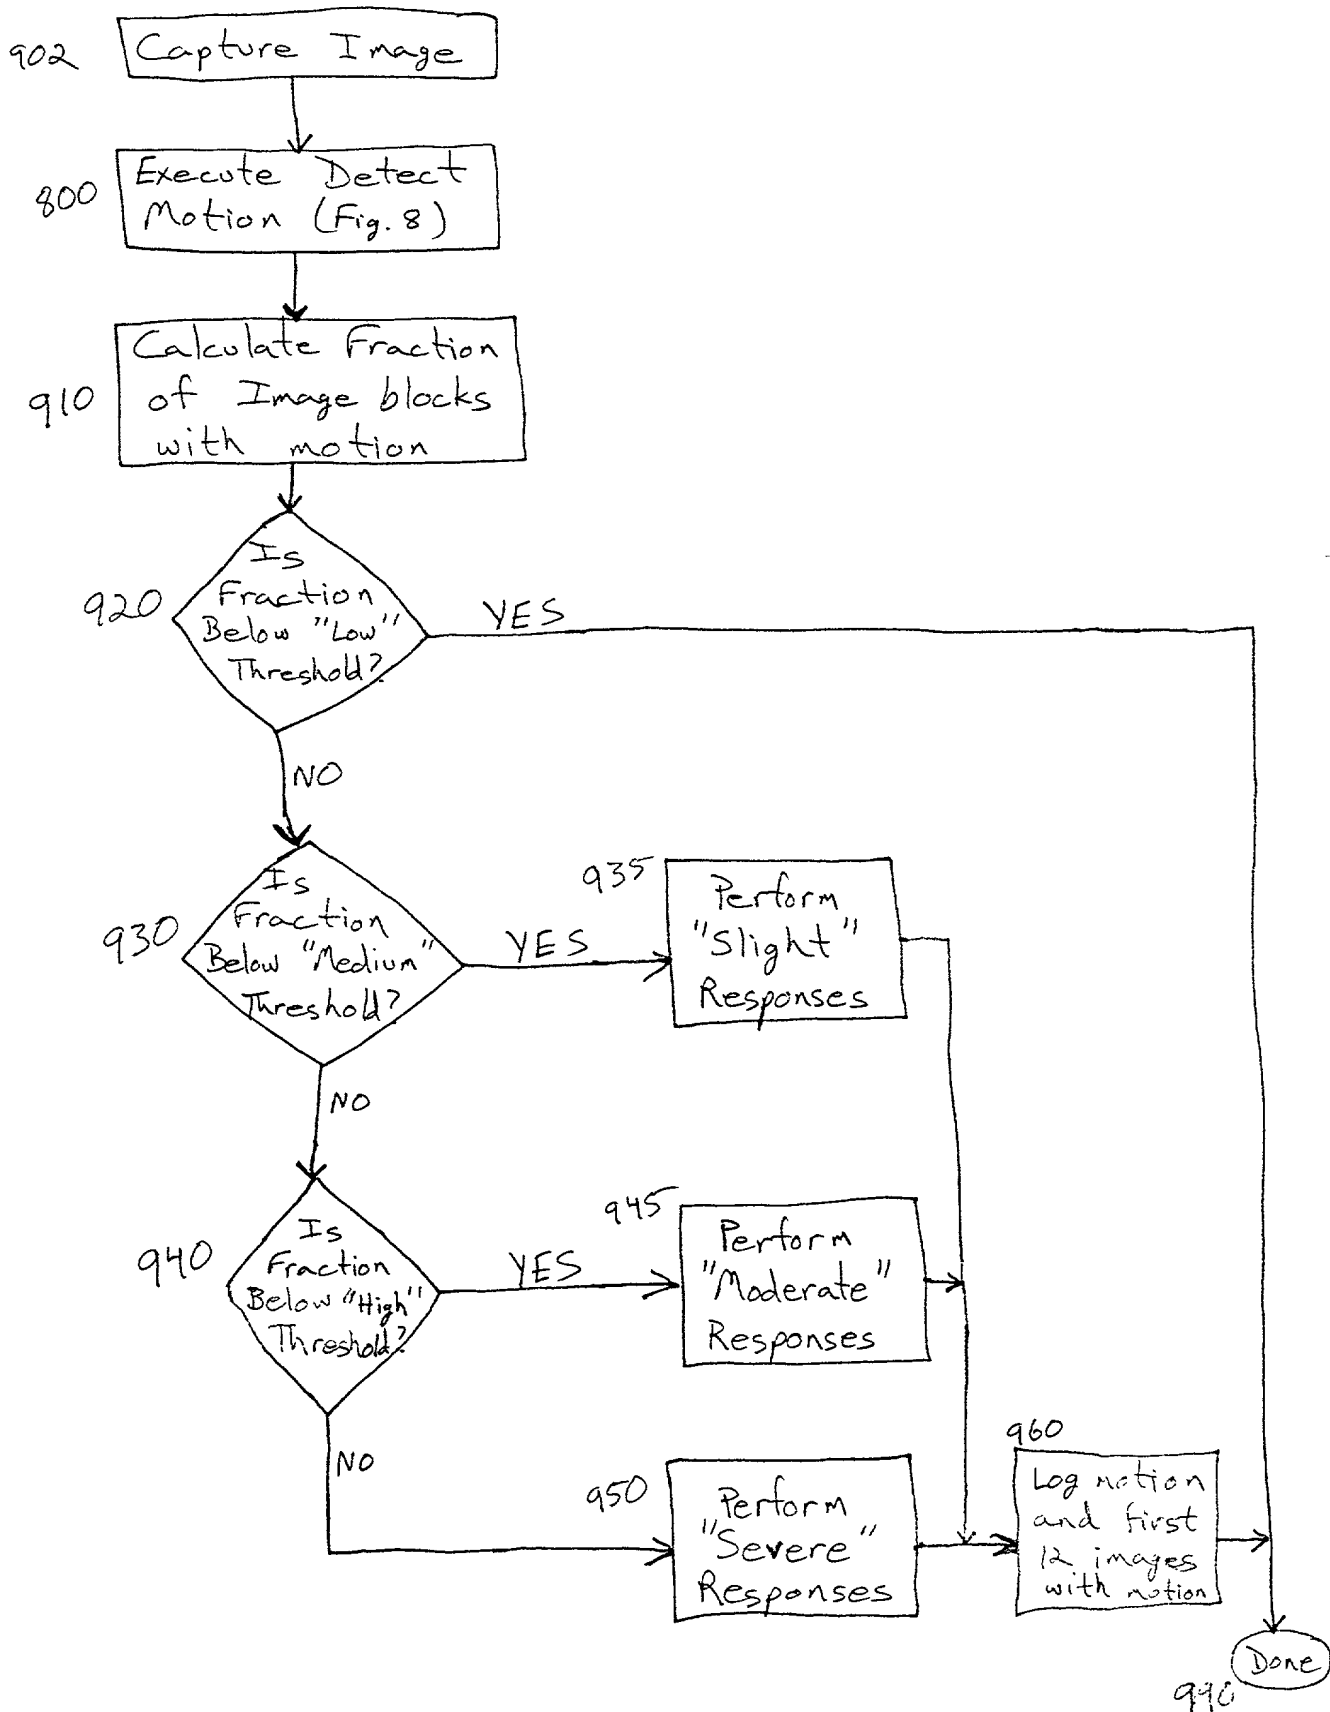 902
Capture Image
800
Execute Detect
Motion (Fig. 8)
910
Calculate Fraction
of Image blocks
with motion
920
Is
Fraction
Below "Low"
Threshold?
YES
NO
930
Is
Fraction
Below "Medium"
Threshold?
YES
935
Perform
"Slight"
Responses
NO
940
Is
Fraction
Below "High"
Threshold?
YES
945
Perform
"Moderate"
Responses
NO
950
Perform
"Severe"
Responses
960
Log motion
and first
12 images
with motion
Done
990